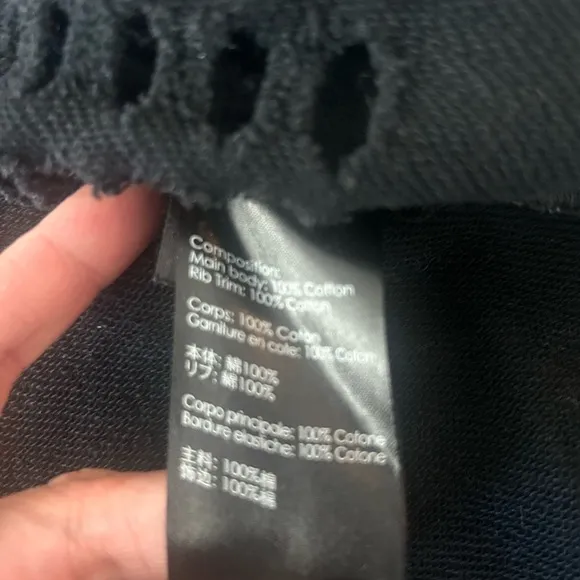 Composition:
Main body: 100% Cotton
Rib Trim: 100% Cotton
Corps: 100% Coton
Garniture en cote: 100% Coton
本体: 綿100%
リブ: 綿100%
Corpo principale: 100% Cotone
Bordure elastiche: 100% Cotone
主料: 100%棉
饰边: 100%棉